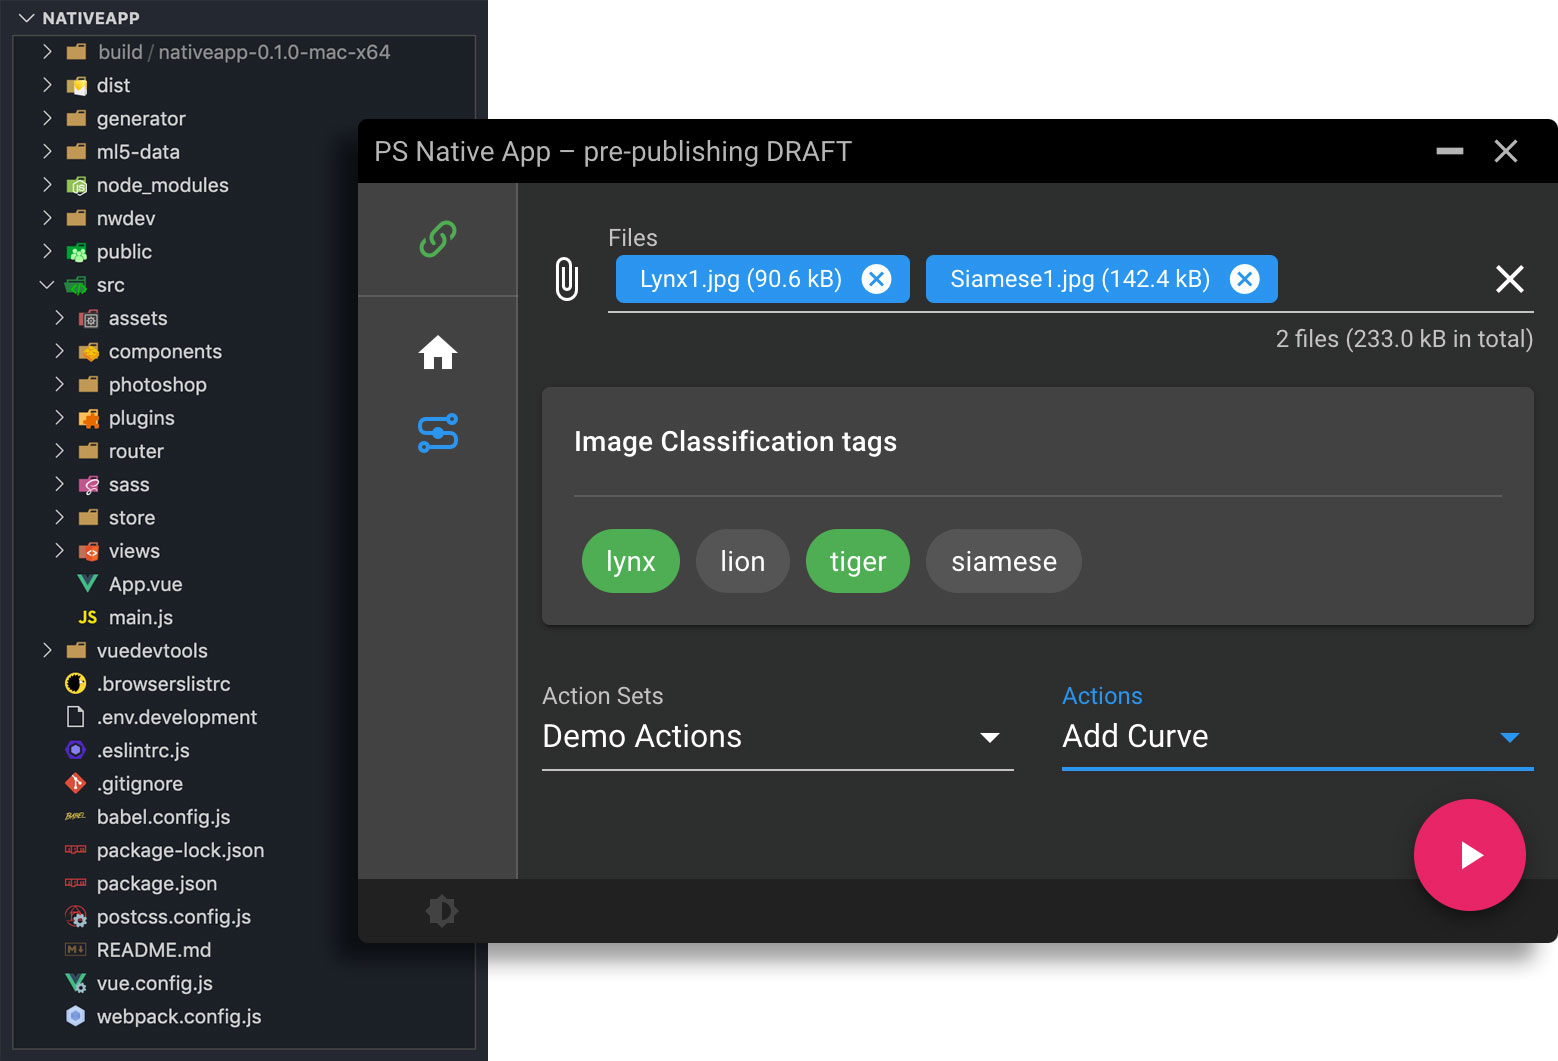 NATIVEAPP
build / nativeapp-0.1.0-mac-x64
dist
generator
ml5-data
node_modules
nwdev
public
src
assets
components
photoshop
plugins
router
sass
store
views
App.vue
JS main.js
vuedevtools
.browserslistrc
.env.development
.eslintrc.js
.gitignore
BABEL babel.config.js
package-lock.json
package.json
postcss.config.js
M README.md
vue.config.js
webpack.config.js
PS Native App – pre-publishing DRAFT
Files
Lynx1.jpg (90.6 kB) Siamese1.jpg (142.4 kB)
2 files (233.0 kB in total)
Image Classification tags
lynx lion tiger siamese
Action Sets Actions
Demo Actions Add Curve